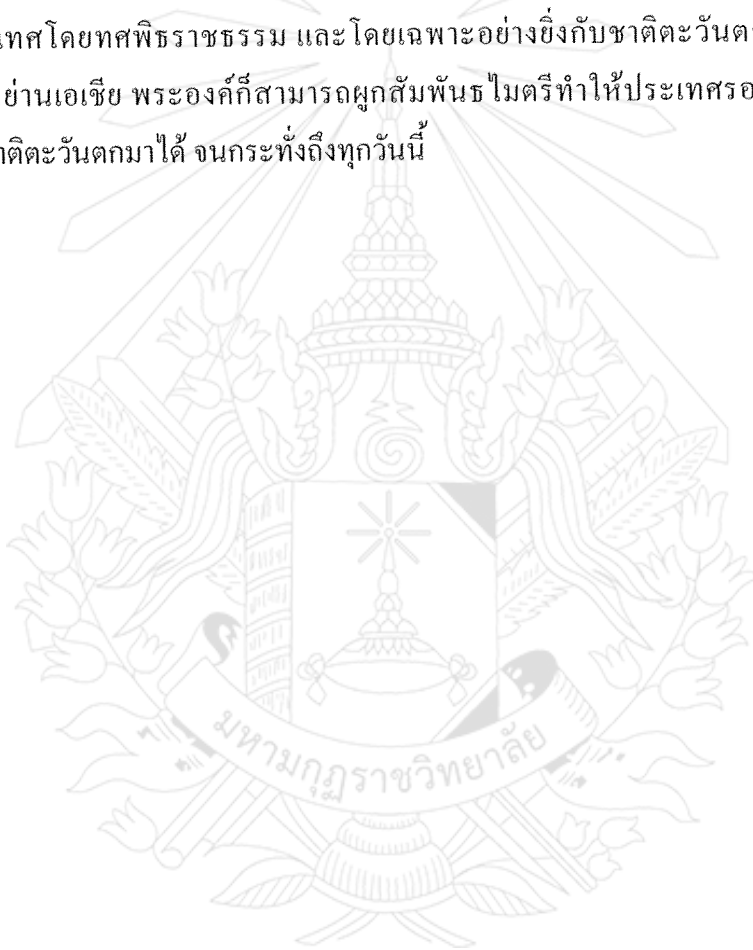 เทศโดยทศพิธราชธรรม และโดยเฉพาะอย่างยิ่งกับชาติตะวันต
ย่านเอเชีย พระองค์ก็สามารถผูกสัมพันธไมตรีทำให้ประเทศรอ
าติตะวันตกมาได้ จนกระทั่งถึงทุกวันนี้
มหามกุฏราชวิทยาลัย